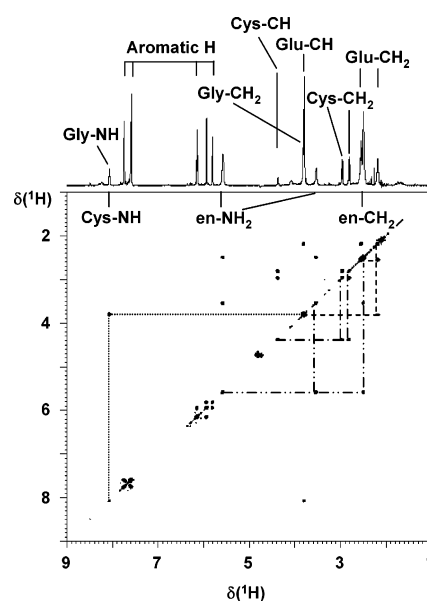 Cys-CH
Aromatic H
Glu-CH
Glu-CH2
Gly-CH2
Cys-CH2
Gly-NH
δ(¹H)
Cys-NH
en-NH2
en-CH2
2
4
6
8
9 7 5 3 1
δ(¹H)